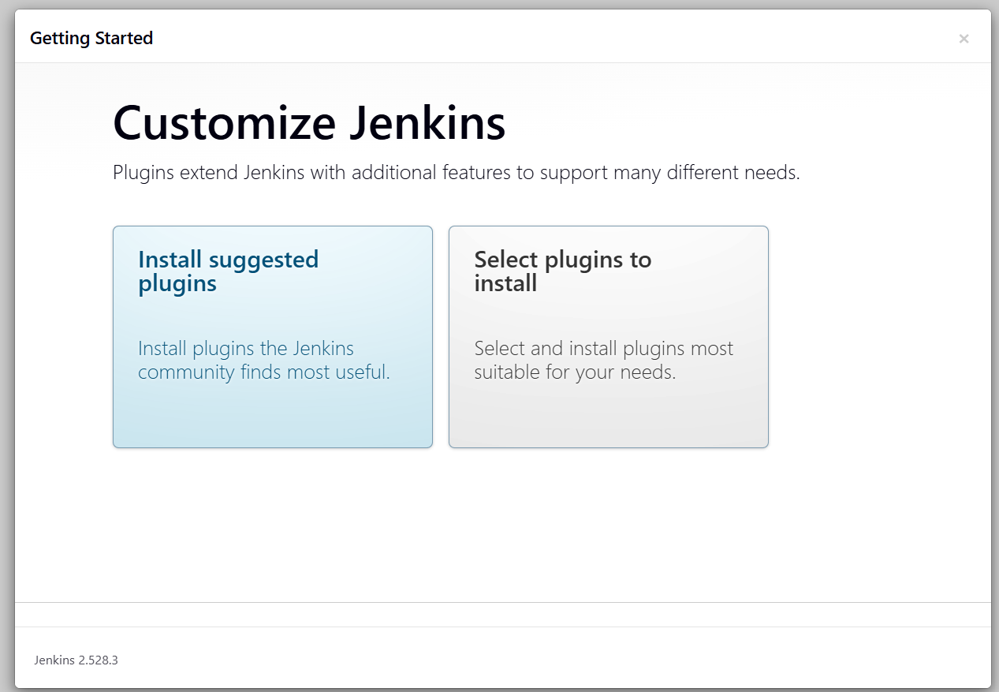 Getting Started
×
Customize Jenkins
Plugins extend Jenkins with additional features to support many different needs.
Install suggested
plugins
Install plugins the Jenkins
community finds most useful.
Select plugins to
install
Select and install plugins most
suitable for your needs.
Jenkins 2.528.3